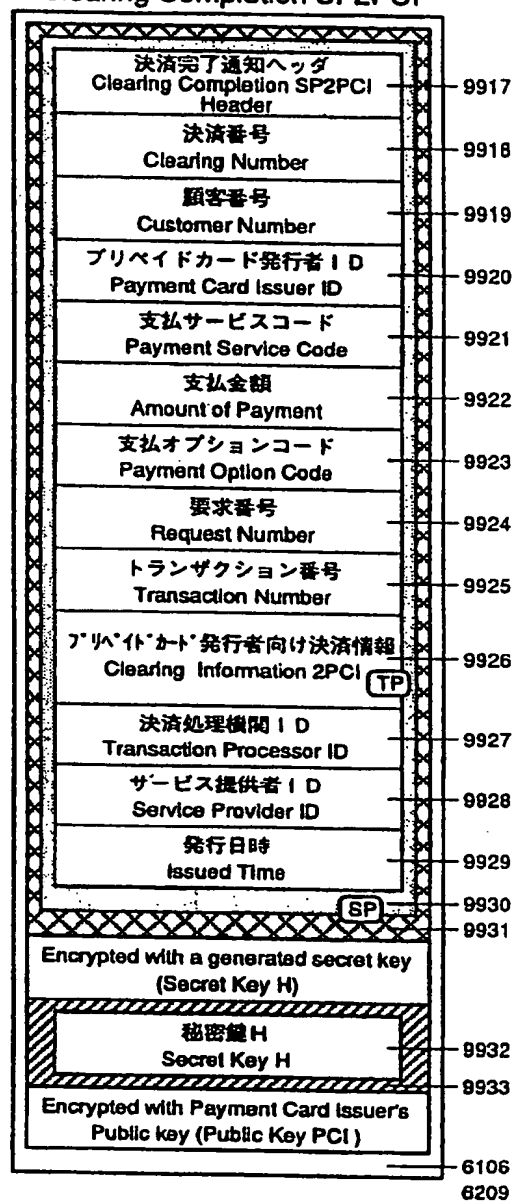 Clearing Completion SP2PCI
決済完了通知ヘッダ
Clearing Completion SP2PCI
Header
9917
決済番号
Clearing Number
9918
顧客番号
Customer Number
9919
プリペイドカード発行者ID
Payment Card Issuer ID
9920
支払サービスコード
Payment Service Code
9921
支払金額
Amount of Payment
9922
支払オプションコード
Payment Option Code
9923
要求番号
Request Number
9924
トランザクション番号
Transaction Number
9925
プリペイドカード発行者向け決済情報
Clearing Information 2PCI
TP
9926
決済処理機関ID
Transaction Processor ID
9927
サービス提供者ID
Service Provider ID
9928
発行日時
Issued Time
9929
SP
9930
9931
Encrypted with a generated secret key
(Secret Key H)
秘密鍵H
Secret Key H
9932
9933
Encrypted with Payment Card Issuer's
Public key (Public Key PCI)
6106
6209